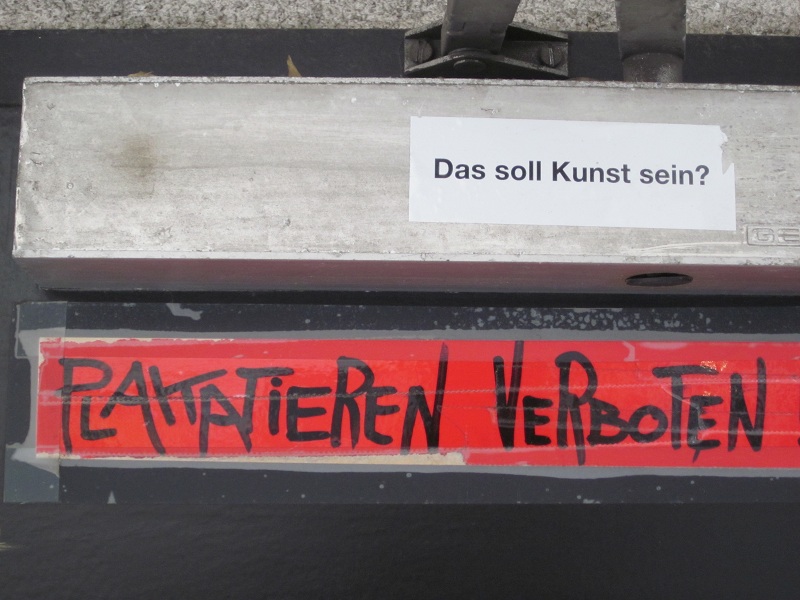 Das soll Kunst sein?
PLAKATiEREN VERBOTEN